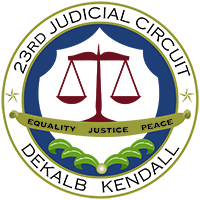 23RD JUDICIAL CIRCUIT
EQUALITY JUSTICE PEACE
DEKALB KENDALL